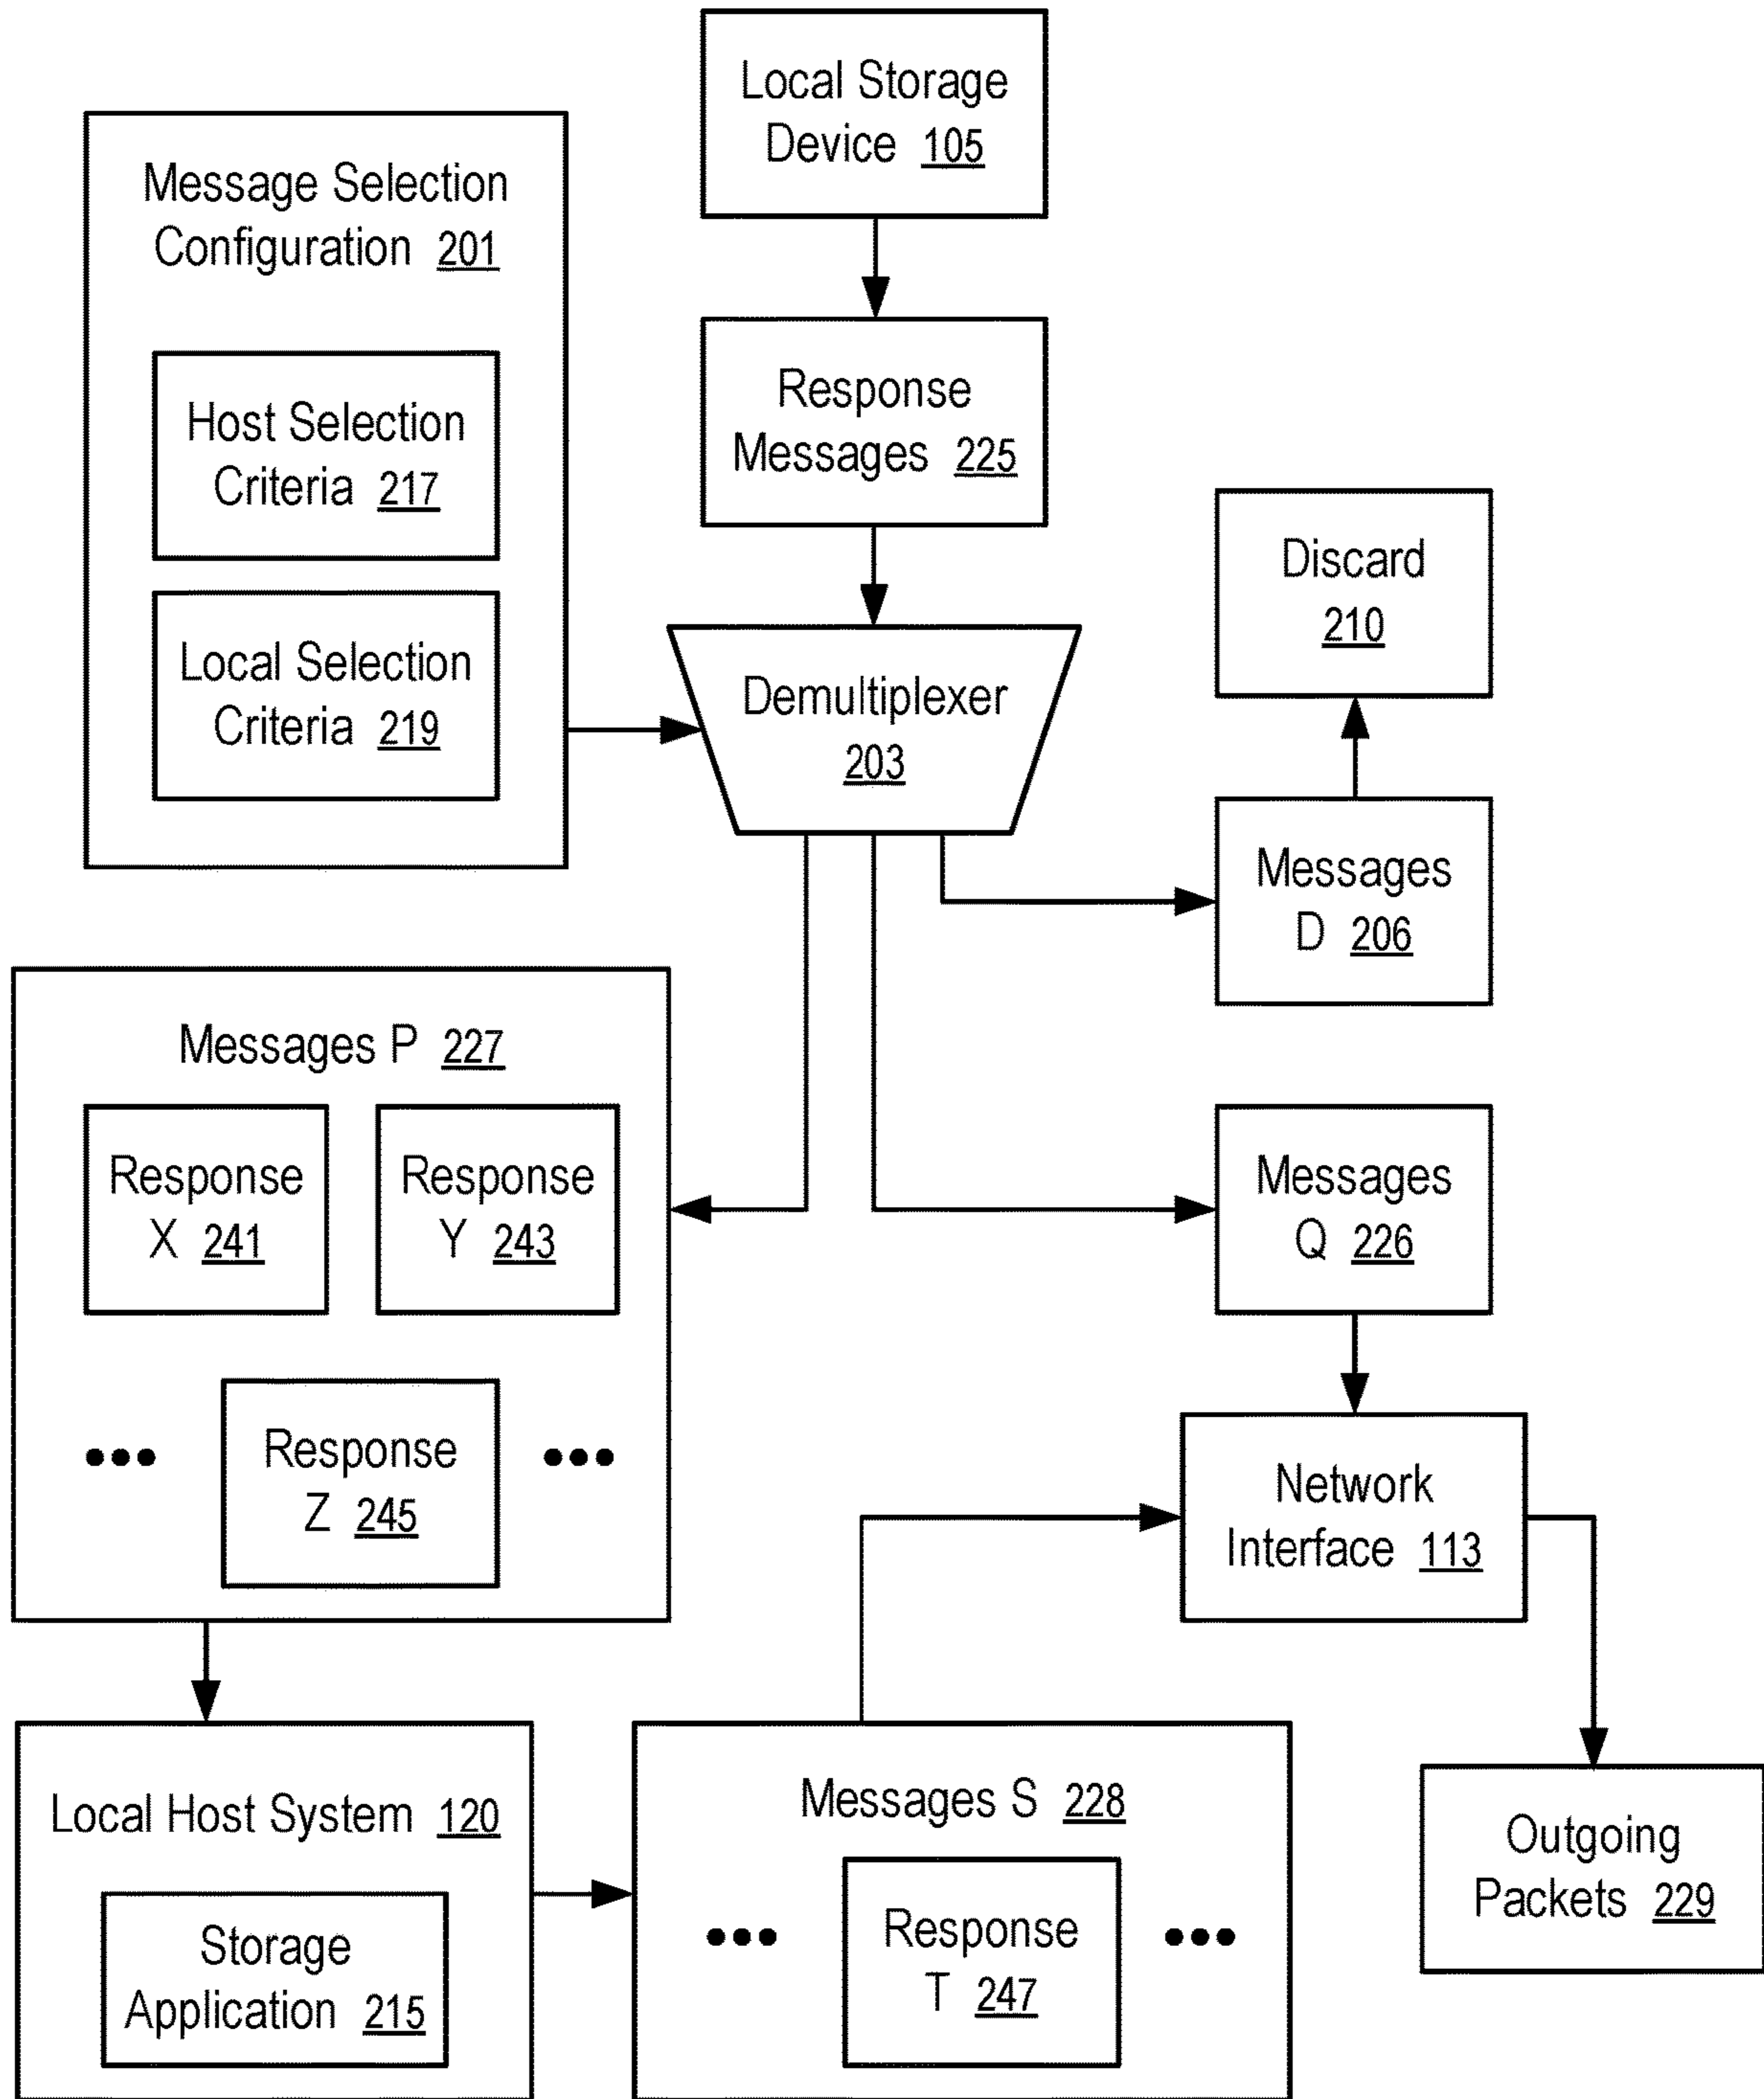 Local Storage
Device 105
Message Selection
Configuration 201
Host Selection
Criteria 217
Local Selection
Criteria 219
Response
Messages 225
Demultiplexer
203
Discard
210
Messages
D 206
Messages P 227
Response
X 241
Response
Y 243
•••
Response
Z 245
•••
Messages
Q 226
Network
Interface 113
Local Host System 120
Storage
Application 215
Messages S 228
•••
Response
T 247
•••
Outgoing
Packets 229